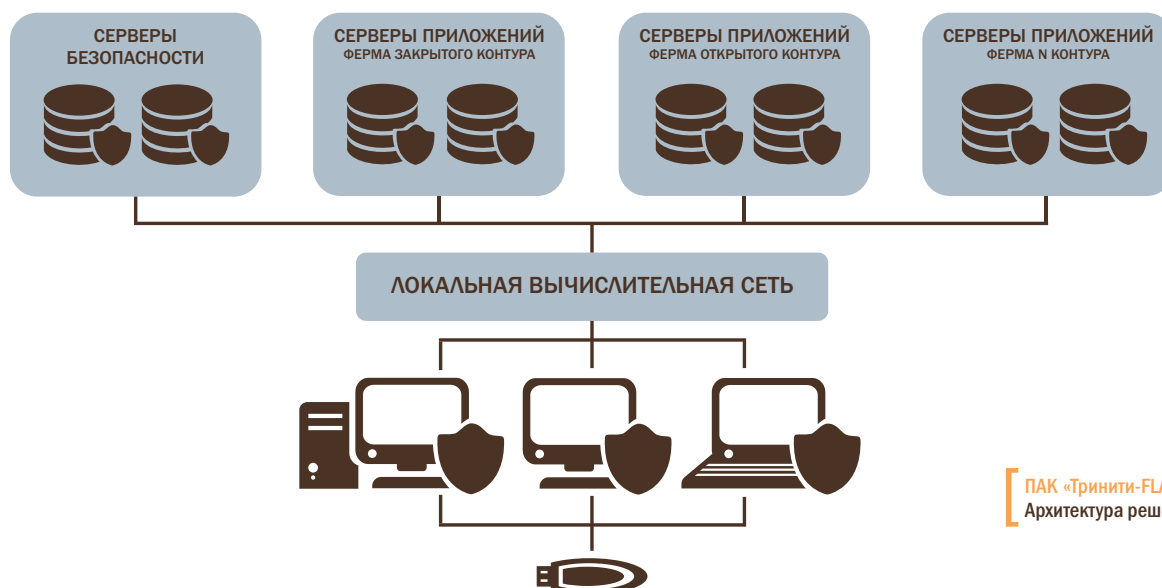 СЕРВЕРЫ
БЕЗОПАСНОСТИ
СЕРВЕРЫ ПРИЛОЖЕНИЙ
ФЕРМА ЗАКРЫТОГО КОНТУРА
СЕРВЕРЫ ПРИЛОЖЕНИЙ
ФЕРМА ОТКРЫТОГО КОНТУРА
СЕРВЕРЫ ПРИЛОЖЕНИЙ
ФЕРМА N КОНТУРА
ЛОКАЛЬНАЯ ВЫЧИСЛИТЕЛЬНАЯ СЕТЬ
ПАК «Тринити-FL
Архитектура реш